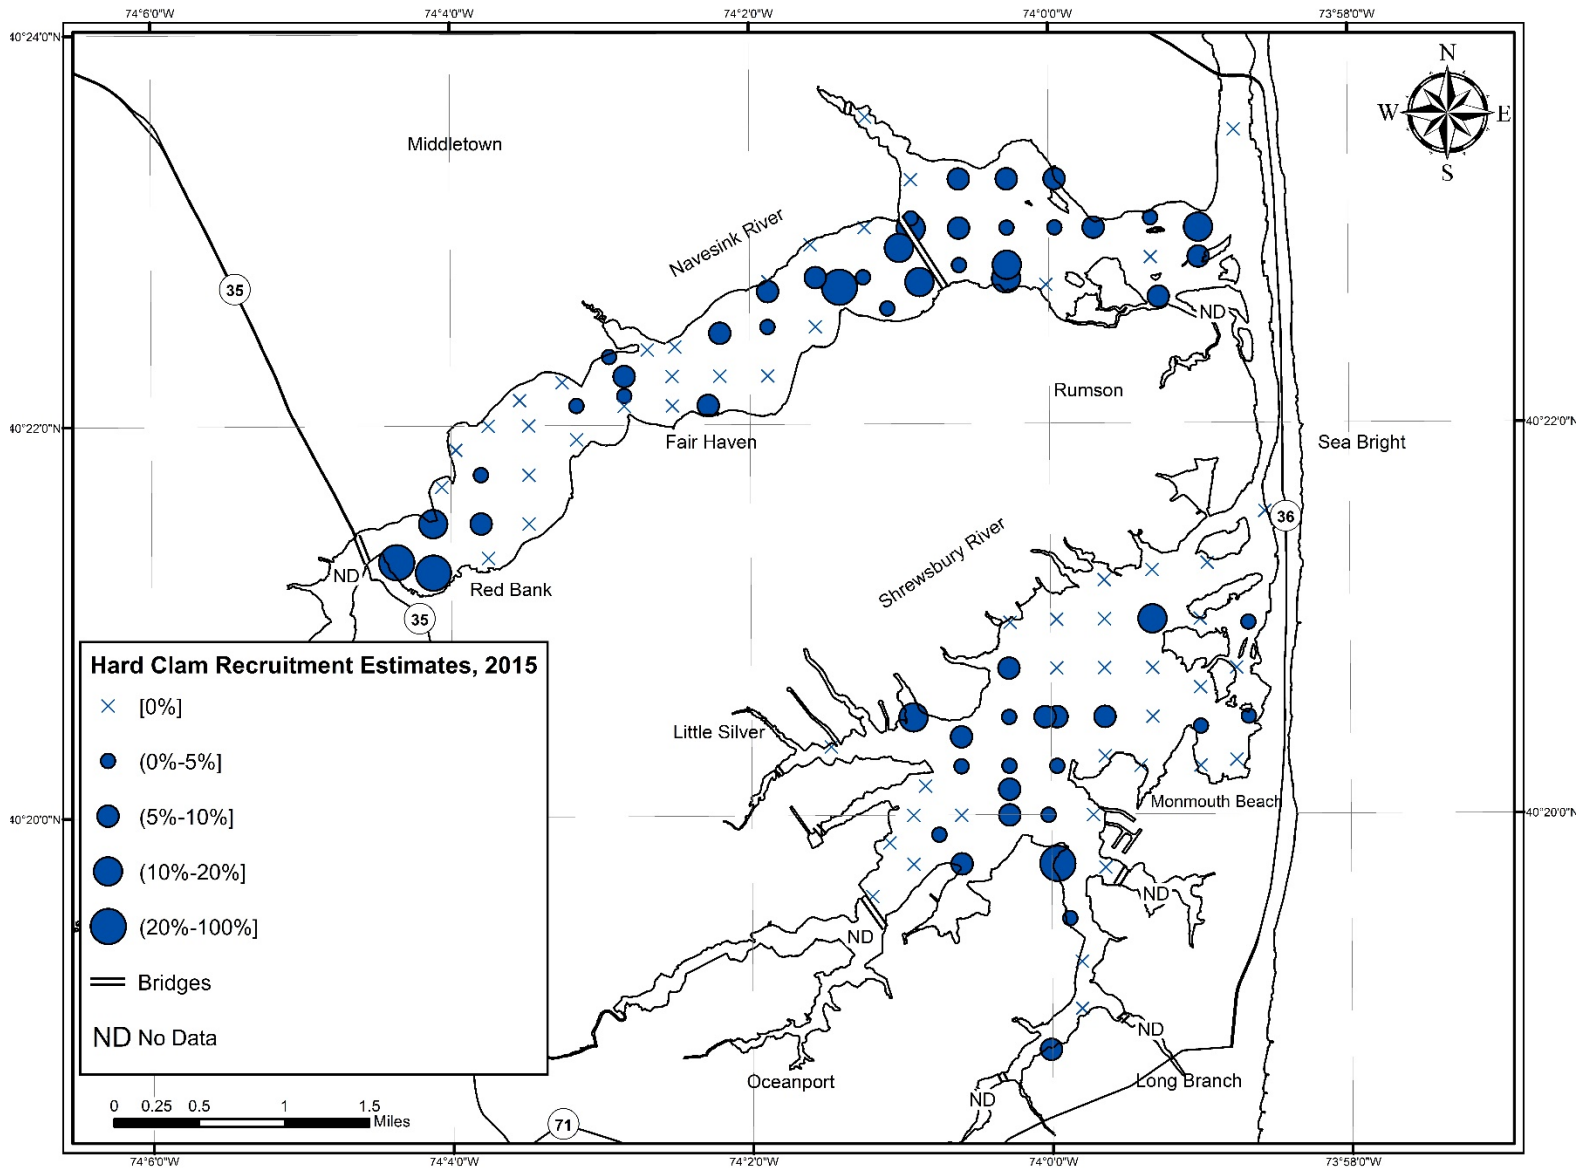 74°6'0"W 74°4'0"W 74°2'0"W 74°0'0"W 73°58'0"W
40°24'0"N
N
W E
S
Middletown
Navesink River
35
ND
Rumson
Fair Haven
Sea Bright
40°22'0"N 40°22'0"N
36
Shrewsbury River
ND
Red Bank
35
Hard Clam Recruitment Estimates, 2015
[0%]
(0%-5%]
(5%-10%]
(10%-20%]
(20%-100%]
Bridges
ND No Data
Little Silver
Monmouth Beach
40°20'0"N 40°20'0"N
ND
ND
ND
Oceanport
Long Branch
ND
0 0.25 0.5 1 1.5
Miles
71
74°6'0"W 74°4'0"W 74°2'0"W 74°0'0"W 73°58'0"W